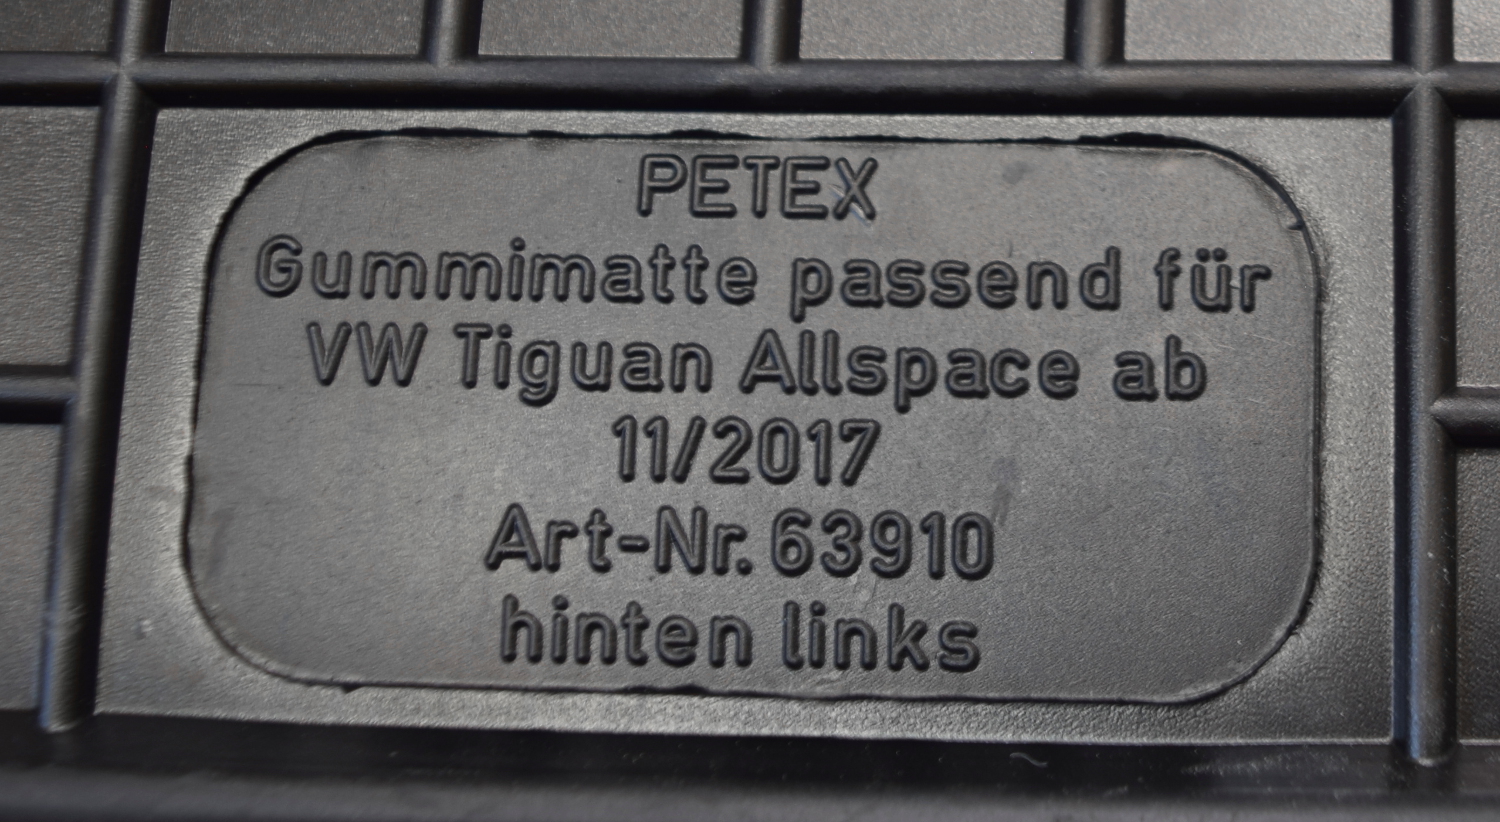 PETEX
Gummimatte passend für
VW Tiguan Allspace ab
11/2017
Art-Nr. 63910
hinten links